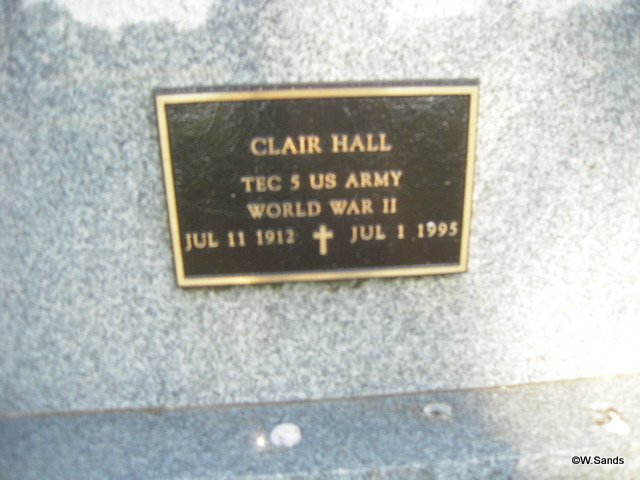 CLAIR HALL
TEC 5 US ARMY
WORLD WAR II
JUL 11 1912 ✝ JUL 1 1995
©W.Sands